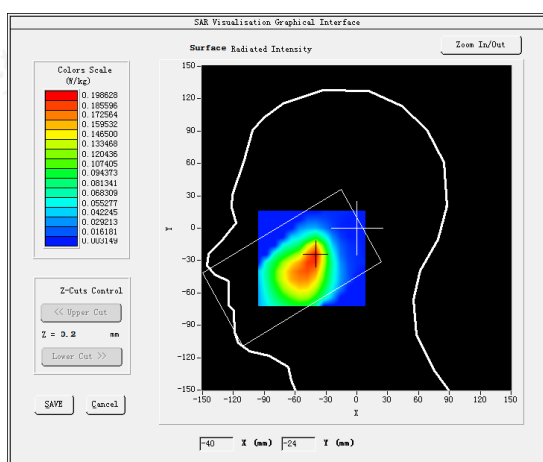 SAR Visualisation Graphical Interface
Surface Radiated Intensity
Zoom In/Out
Colors Scale
(W/kg)
0.198628
0.185596
0.172564
0.159532
0.146500
0.133468
0.120436
0.107405
0.094373
0.081341
0.068309
0.055277
0.042245
0.029213
0.016181
0.003149
150
120
90
60
30
0
-30
-60
-90
-120
-150
Y
-150 -120 -90 -60 -30 0 30 60 90 120 150
X
Z-Cuts Control
<< Upper Cut
Z = 0.2 mm
Lower Cut >>
SAVE Cancel
-40 X (mm) -24 Y (mm)